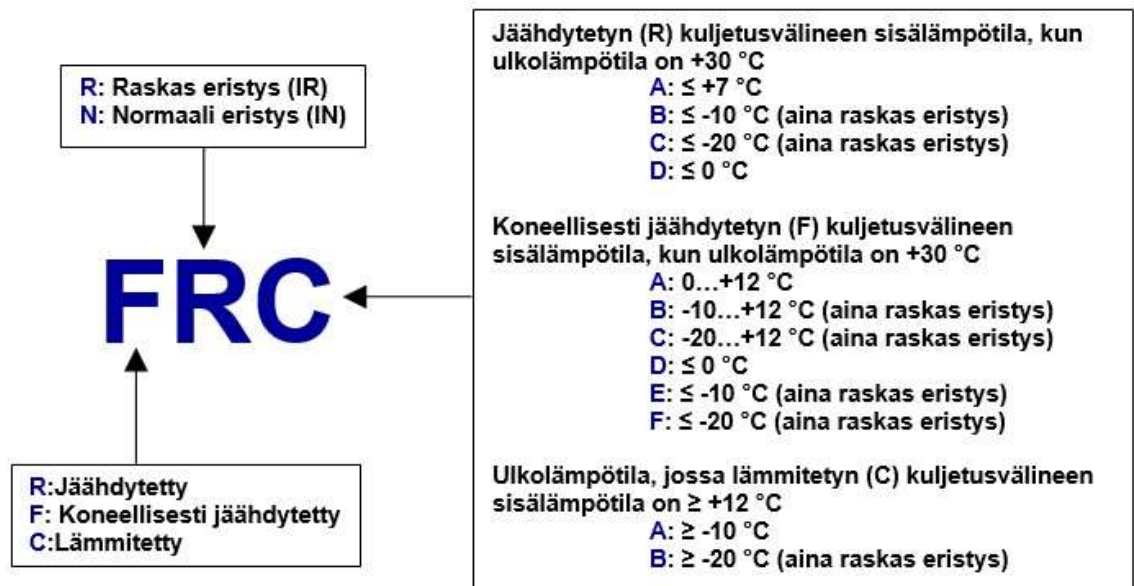 R: Raskas eristys (IR)
N: Normaali eristys (IN)
FRC
R:Jäähdytetty
F: Koneellisesti jäähdytetty
C:Lämmitetty
Jäähdytetyn (R) kuljetusvälineen sisälämpötila, kun
ulkolämpötila on +30 °C
A: ≤ +7 °C
B: ≤ -10 °C (aina raskas eristys)
C: ≤ -20 °C (aina raskas eristys)
D: ≤ 0 °C
Koneellisesti jäähdytetyn (F) kuljetusvälineen
sisälämpötila, kun ulkolämpötila on +30 °C
A: 0...+12 °C
B: -10...+12 °C (aina raskas eristys)
C: -20...+12 °C (aina raskas eristys)
D: ≤ 0 °C
E: ≤ -10 °C (aina raskas eristys)
F: ≤ -20 °C (aina raskas eristys)
Ulkolämpötila, jossa lämmitetyn (C) kuljetusvälineen
sisälämpötila on ≥ +12 °C
A: ≥ -10 °C
B: ≥ -20 °C (aina raskas eristys)